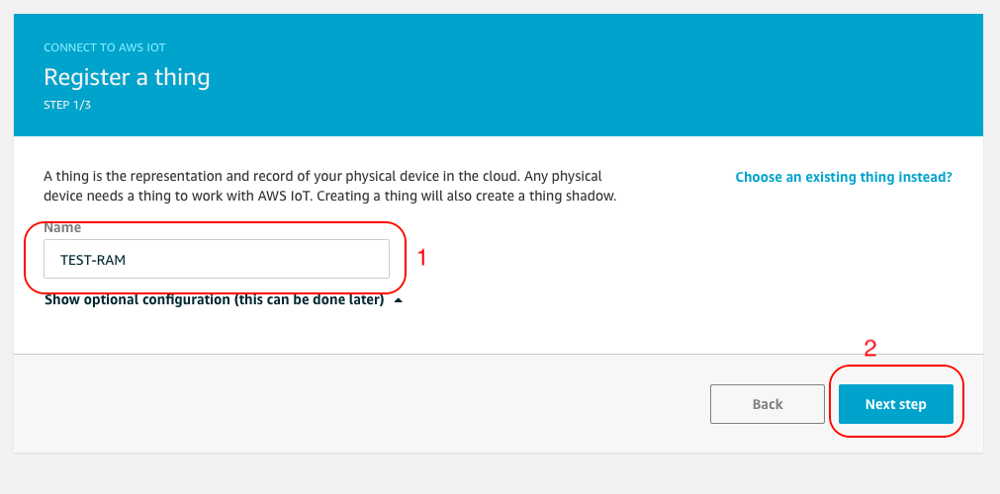 CONNECT TO AWS IOT
Register a thing
STEP 1/3
A thing is the representation and record of your physical device in the cloud. Any physical
device needs a thing to work with AWS IoT. Creating a thing will also create a thing shadow.
Choose an existing thing instead?
Name
TEST-RAM
1
Show optional configuration (this can be done later)
2
Back
Next step